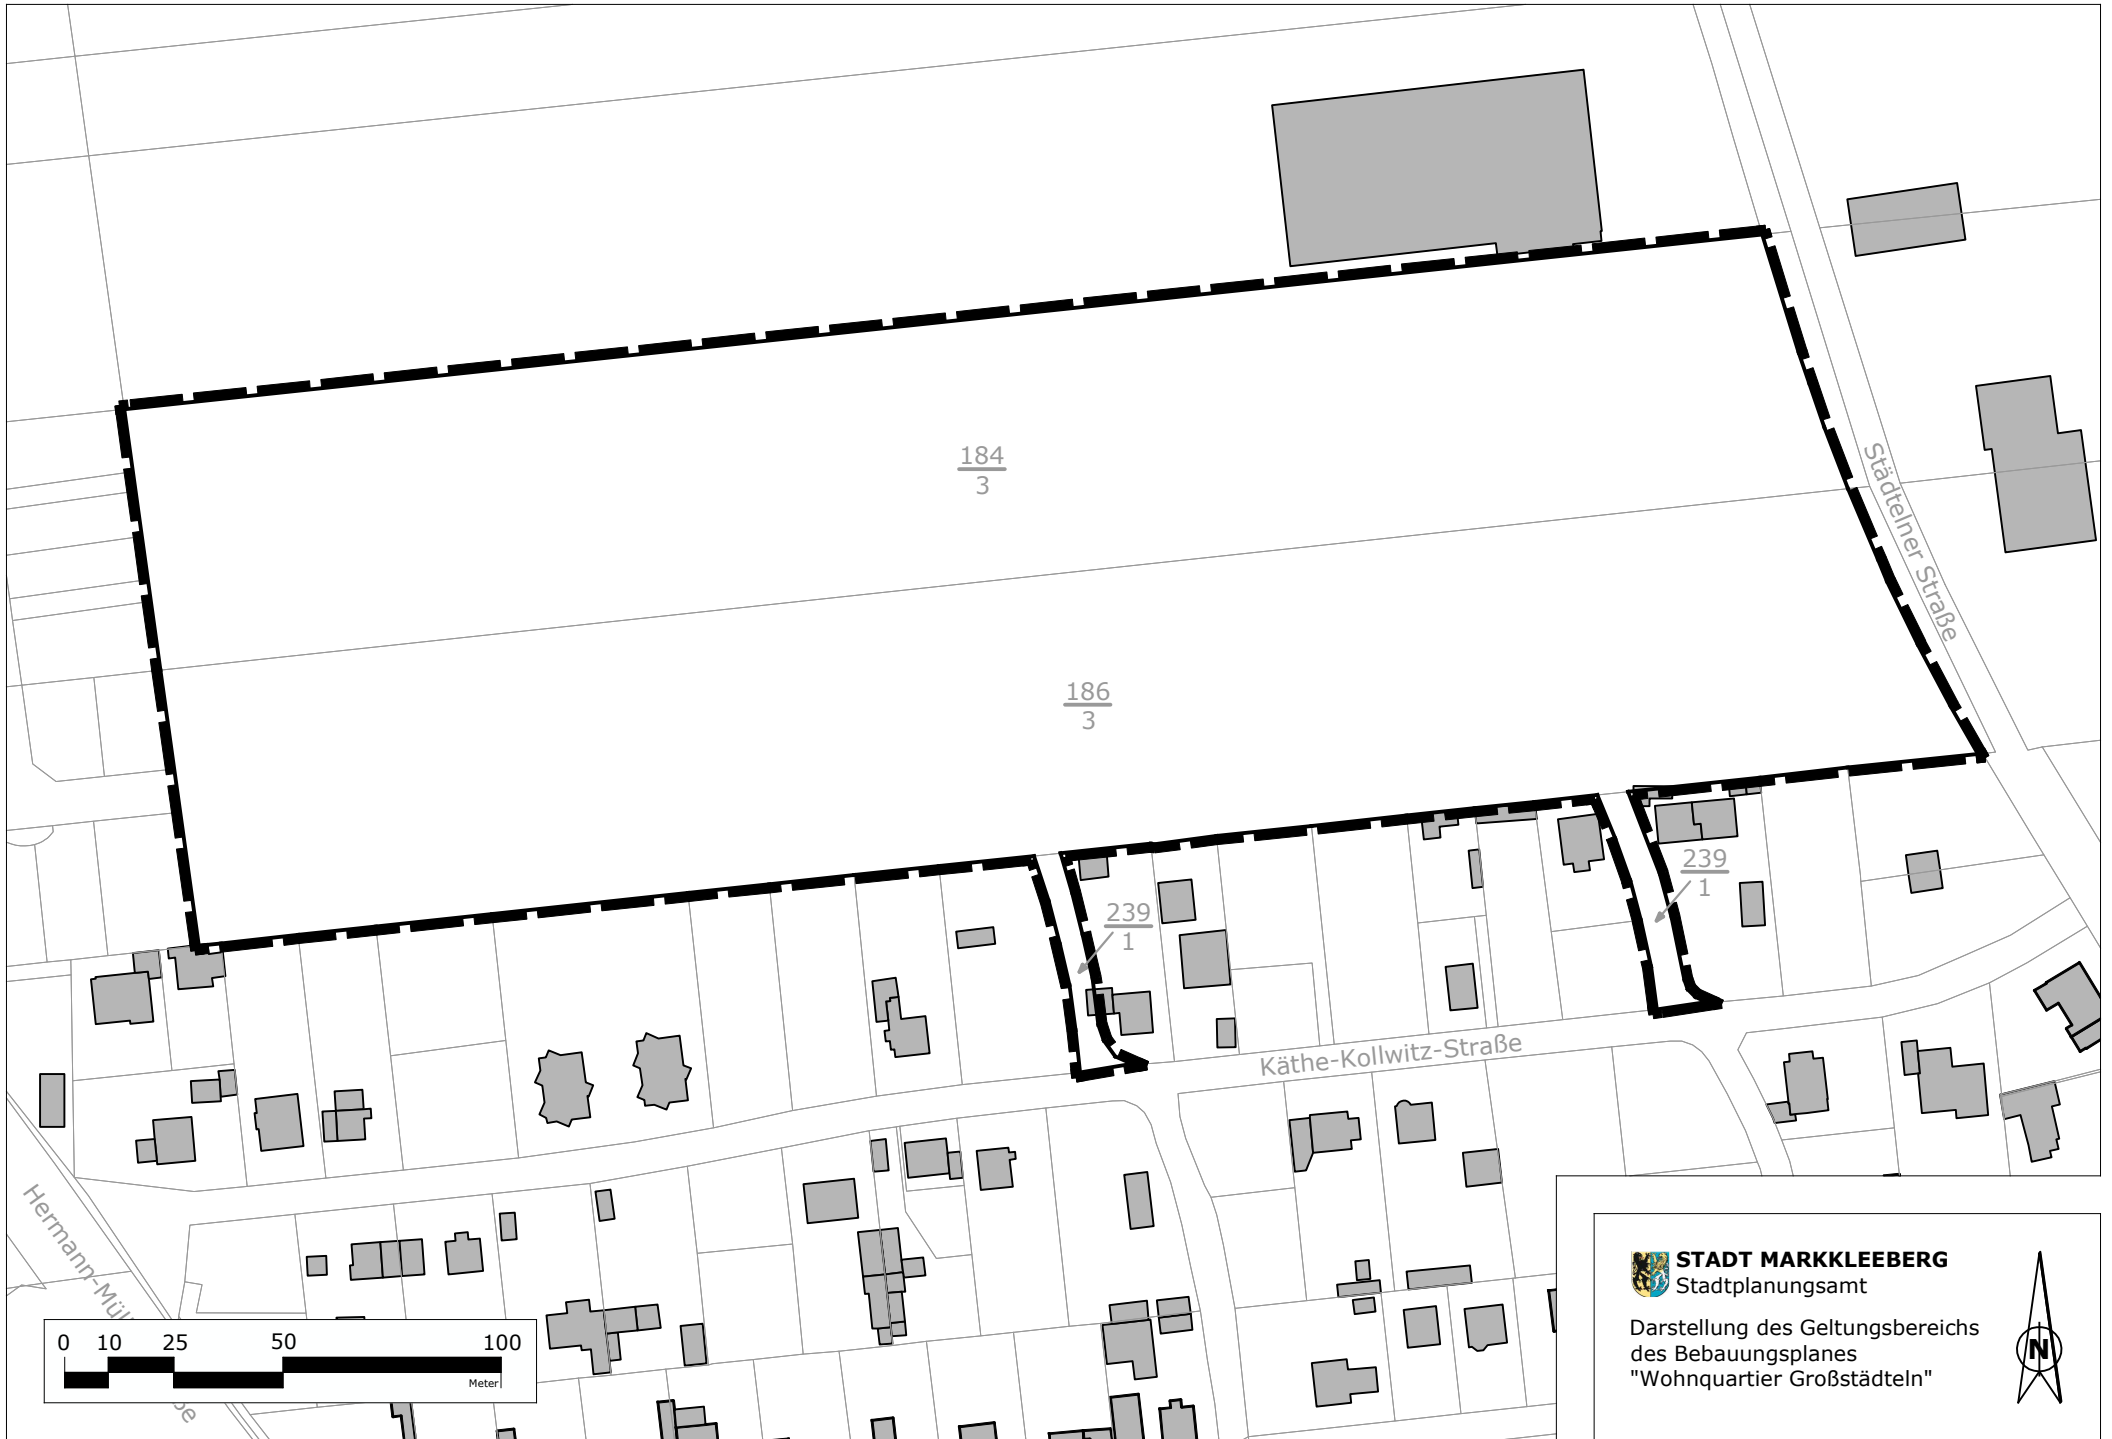 184
3
Städtelner Straße
186
3
239
1
239
1
Käthe-Kollwitz-Straße
0 10 25 50 100
Meter
STADT MARKKLEEBERG
Stadtplanungsamt
Darstellung des Geltungsbereichs
des Bebauungsplanes
"Wohnquartier Großstädteln"
N